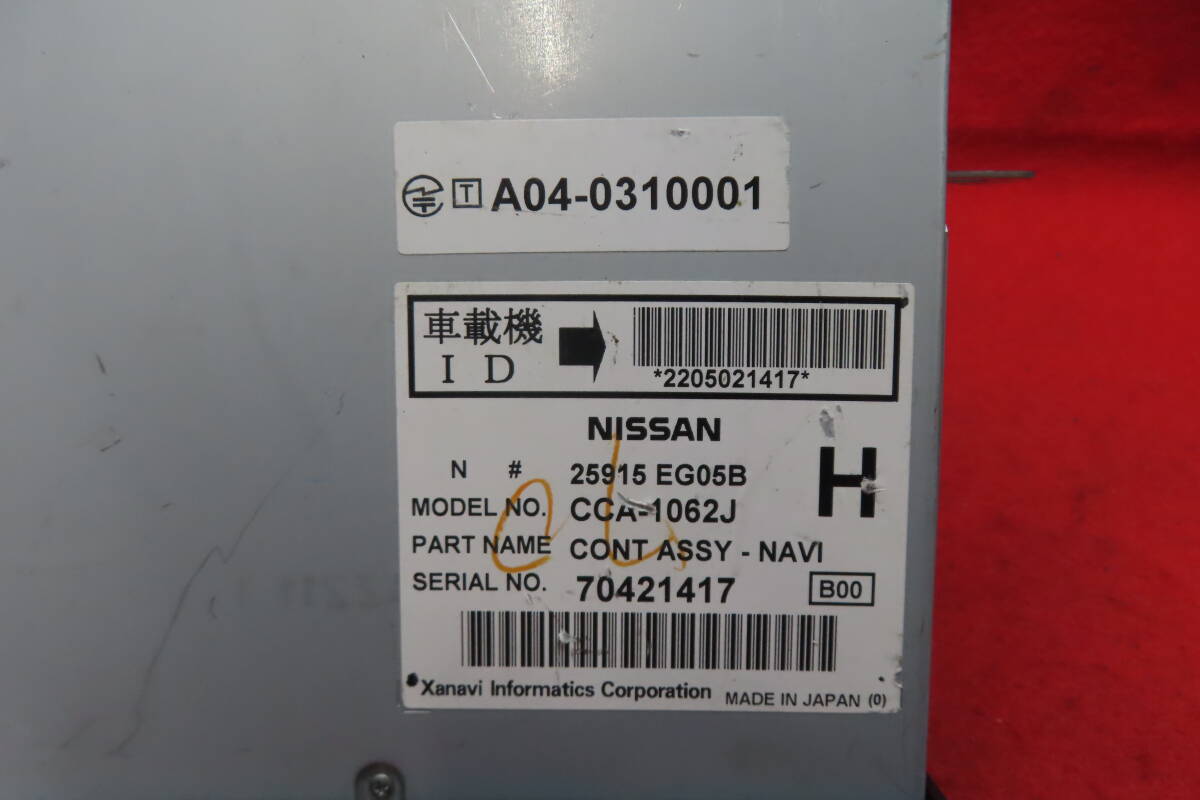 T A04-0310001
車載機
ID
*2205021417*
NISSAN
N # 25915 EG05B
H
MODEL NO. CCA-1062J
PART NAME CONT ASSY - NAVI
SERIAL NO. 70421417
B00
Xanavi Informatics Corporation MADE IN JAPAN (0)